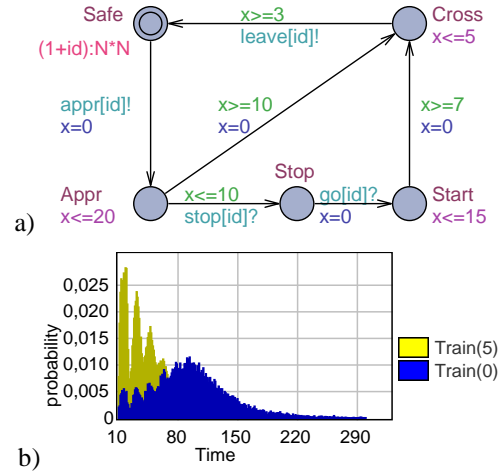 Safe
x>=3
Cross
(1+id):N*N
leave[id]!
x<=5
appr[id]!
x=0
x>=10
x=0
x>=7
x=0
Stop
Appr
x<=20
x<=10
stop[id]?
go[id]?
x=0
Start
x<=15
a)
probability
0,025
0,020
0,015
0,010
0,005
0
10 80 150 220 290
Time
Train(5)
Train(0)
b)